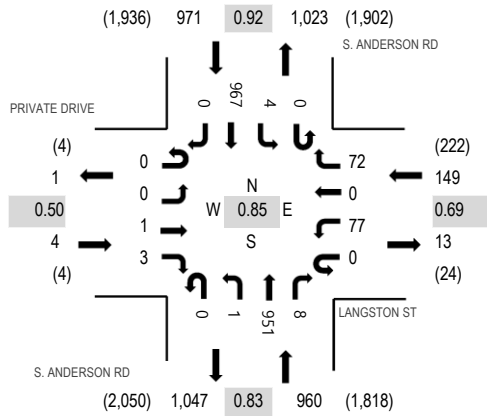 (1,936) 971 0.92 1,023 (1,902)
S. ANDERSON RD
PRIVATE DRIVE
0 967 4 0
(4)
1
0.50
4
(4)
0
0
1
3
N
W 0.85 E
S
72
0
77
0
(222)
149
0.69
13
(24)
0 1 951 8
LANGSTON ST
S. ANDERSON RD
(2,050) 1,047 0.83 960 (1,818)